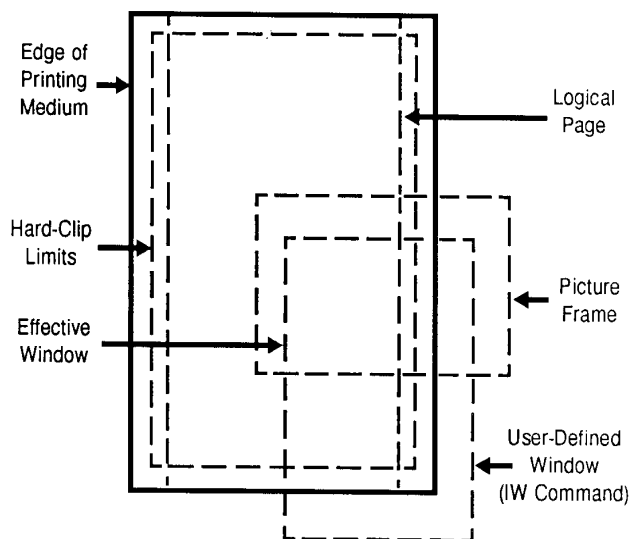 Edge of
Printing
Medium
Logical
Page
Hard-Clip
Limits
Picture
Frame
Effective
Window
User-Defined
Window
(IW Command)